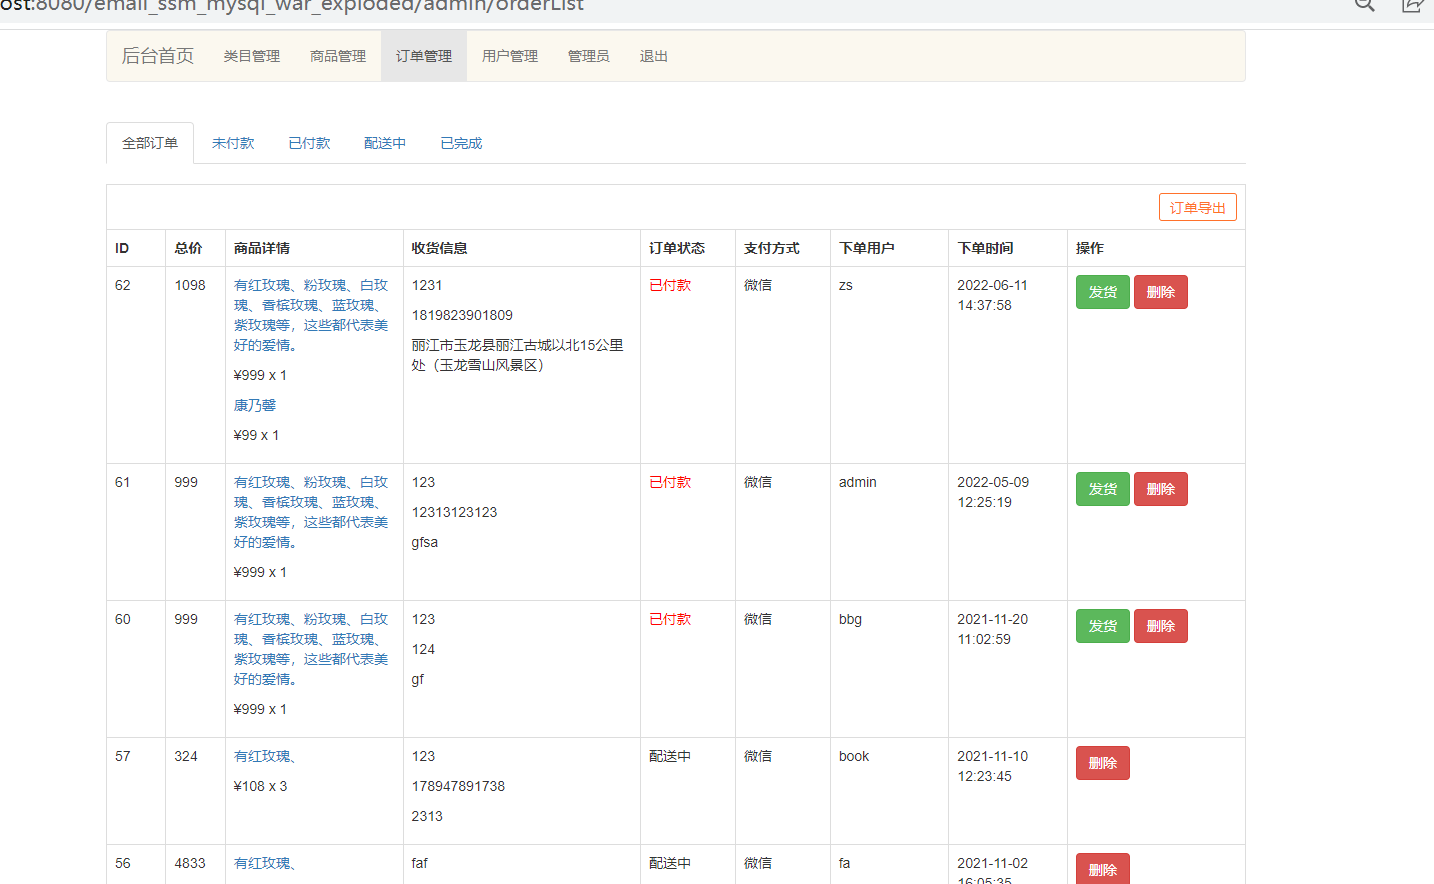 ost:8080/email_ssm_mysql_war_exploded/admin/orderList
后台首页 类目管理 商品管理 订单管理 用户管理 管理员 退出
全部订单 未付款 已付款 配送中 已完成
订单导出
ID 总价 商品详情 收货信息 订单状态 支付方式 下单用户 下单时间 操作
62 1098 有红玫瑰、粉玫瑰、白玫 1231 已付款 微信 zs 2022-06-11 发货 删除
瑰、香槟玫瑰、蓝玫瑰、 1819823901809 14:37:58
紫玫瑰等，这些都代表美 丽江市玉龙县丽江古城以北15公里
好的爱情。 处（玉龙雪山风景区）
¥999 x 1
康乃馨
¥99 x 1
61 999 有红玫瑰、粉玫瑰、白玫 123 已付款 微信 admin 2022-05-09 发货 删除
瑰、香槟玫瑰、蓝玫瑰、 12313123123 12:25:19
紫玫瑰等，这些都代表美
好的爱情。 gfsa
¥999 x 1
60 999 有红玫瑰、粉玫瑰、白玫 123 已付款 微信 bbg 2021-11-20 发货 删除
瑰、香槟玫瑰、蓝玫瑰、 124 11:02:59
紫玫瑰等，这些都代表美
好的爱情。 gf
¥999 x 1
57 324 有红玫瑰、 123 配送中 微信 book 2021-11-10 删除
¥108 x 3 178947891738 12:23:45
2313
56 4833 有红玫瑰、 faf 配送中 微信 fa 2021-11-02 删除
16:05:35